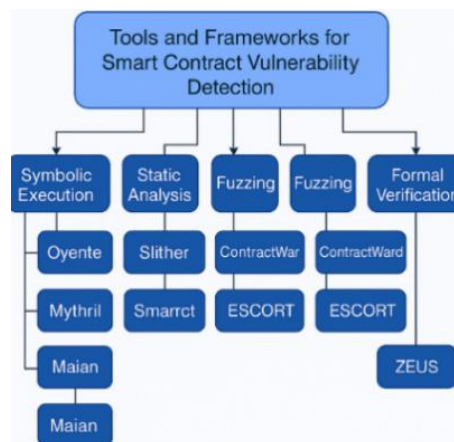 Tools and Frameworks for
Smart Contract Vulnerability
Detection
Symbolic
Execution
Static
Analysis
Fuzzing
Fuzzing
Formal
Verification
Oyente
Slither
ContractWar
ContractWard
Mythril
Smarrct
ESCORT
ESCORT
Maian
ZEUS
Maian